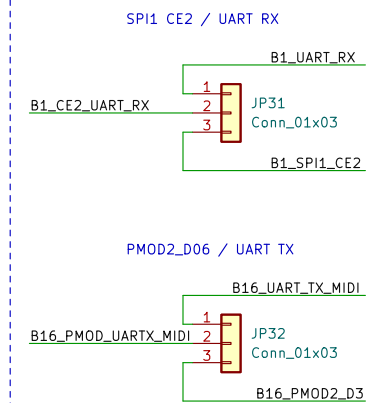 SPI1 CE2 / UART RX
B1_UART_RX
1
B1_CE2_UART_RX
2
3
JP31
Conn_01x03
B1_SPI1_CE2
PMOD2_D06 / UART TX
B16_UART_TX_MIDI
1
B16_PMOD_UARTX_MIDI
2
3
JP32
Conn_01x03
B16_PMOD2_D3